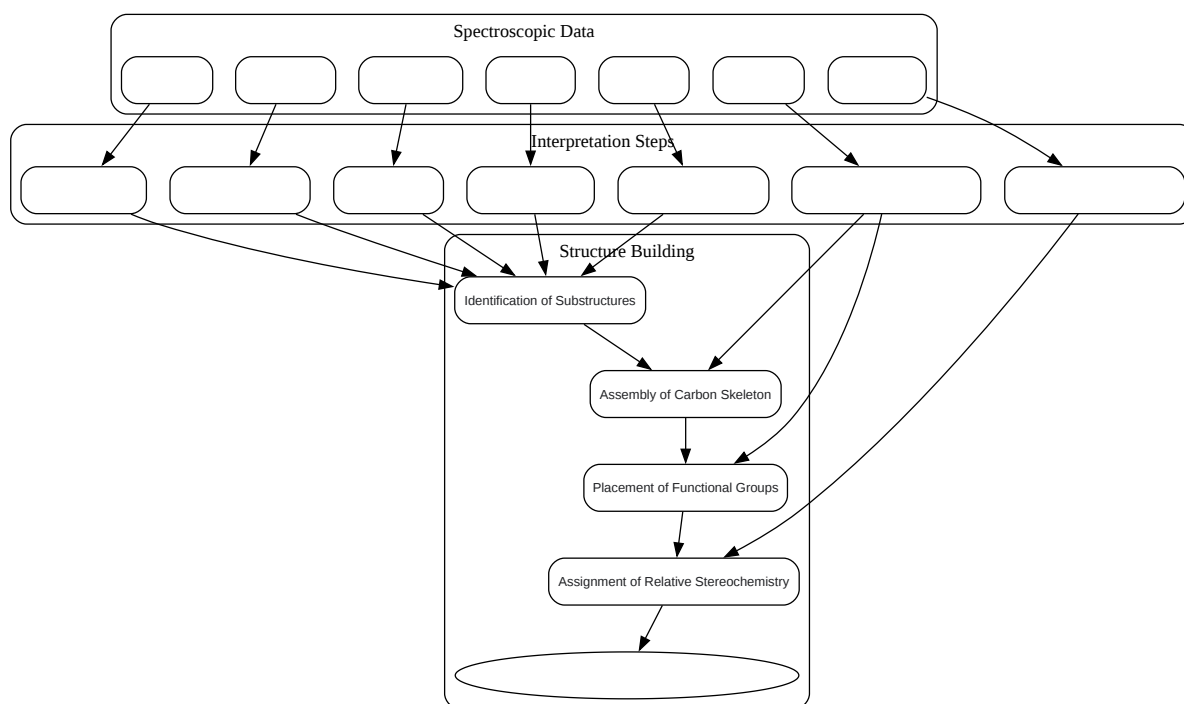 Spectroscopic Data
Interpretation Steps
Structure Building
Identification of Substructures
Assembly of Carbon Skeleton
Placement of Functional Groups
Assignment of Relative Stereochemistry